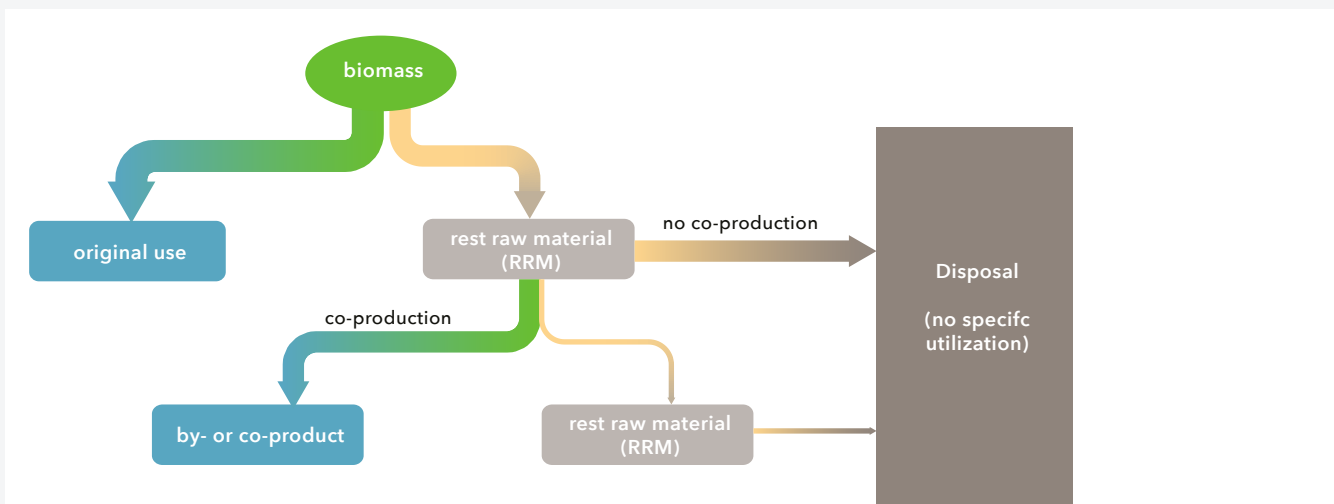 biomass
original use
rest raw material
(RRM)
no co-production
Disposal
(no specifc
utilization)
co-production
by- or co-product
rest raw material
(RRM)